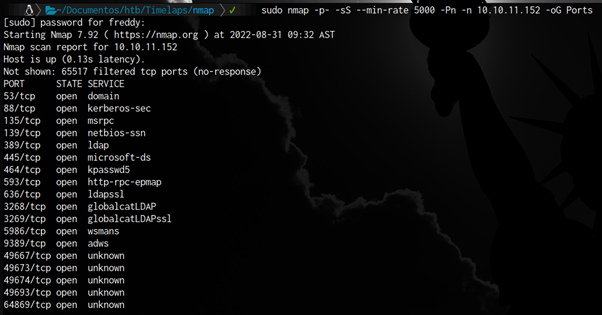 ~/Documentos/htb/Timelaps/nmap ✓ sudo nmap -p- -sS --min-rate 5000 -Pn -n 10.10.11.152 -oG Ports
[sudo] password for freddy:
Starting Nmap 7.92 ( https://nmap.org ) at 2022-08-31 09:32 AST
Nmap scan report for 10.10.11.152
Host is up (0.13s latency).
Not shown: 65517 filtered tcp ports (no-response)
PORT STATE SERVICE
53/tcp open domain
88/tcp open kerberos-sec
135/tcp open msrpc
139/tcp open netbios-ssn
389/tcp open ldap
445/tcp open microsoft-ds
464/tcp open kpasswd5
593/tcp open http-rpc-epmap
636/tcp open ldapssl
3268/tcp open globalcatLDAP
3269/tcp open globalcatLDAPssl
5986/tcp open wsmans
9389/tcp open adws
49667/tcp open unknown
49673/tcp open unknown
49674/tcp open unknown
49693/tcp open unknown
64869/tcp open unknown